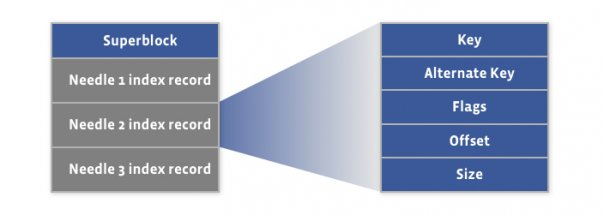 Superblock
Needle 1 index record
Needle 2 index record
Needle 3 index record
Key
Alternate Key
Flags
Offset
Size